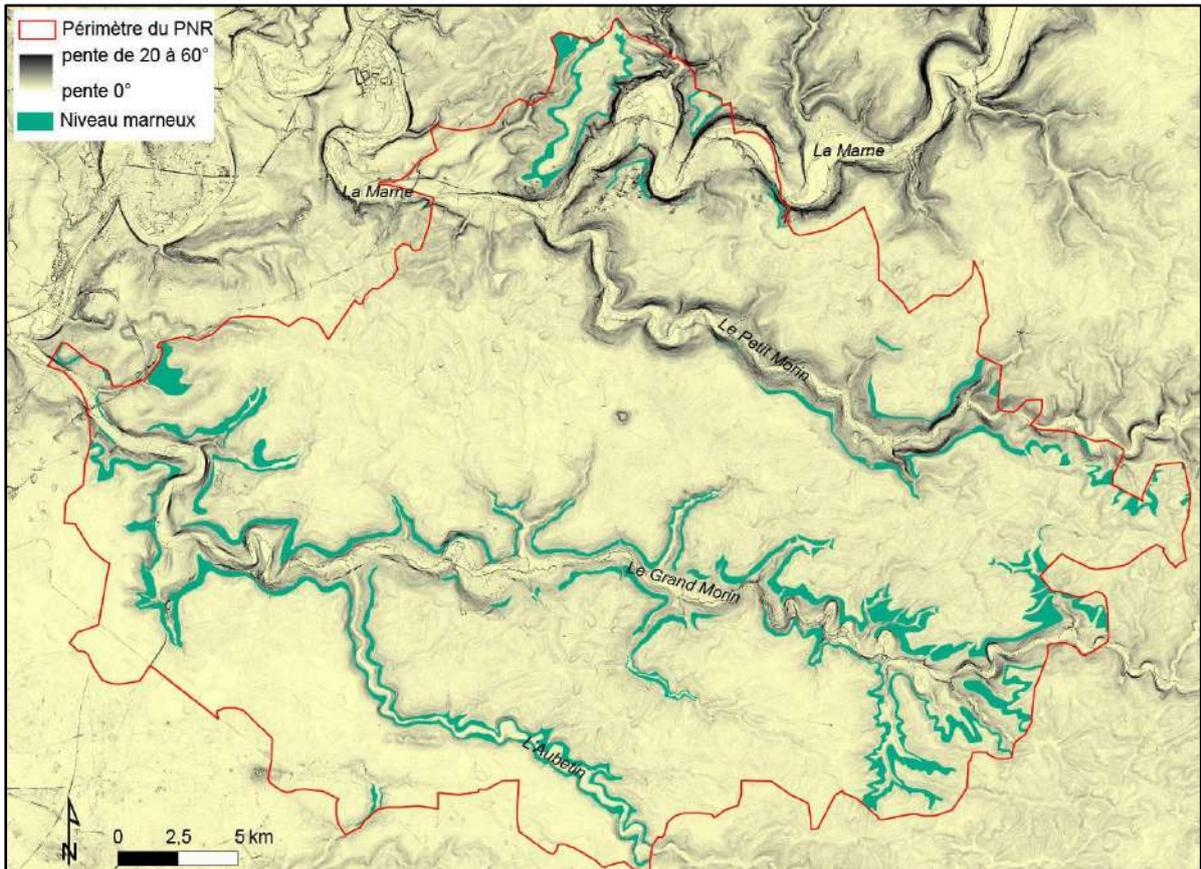 Périmètre du PNR
pente de 20 à 60°
pente 0°
Niveau marneux
La Marne
La Marne
Le Petit Morin
Le Grand Morin
L'Aubetin
N
0 2,5 5 km